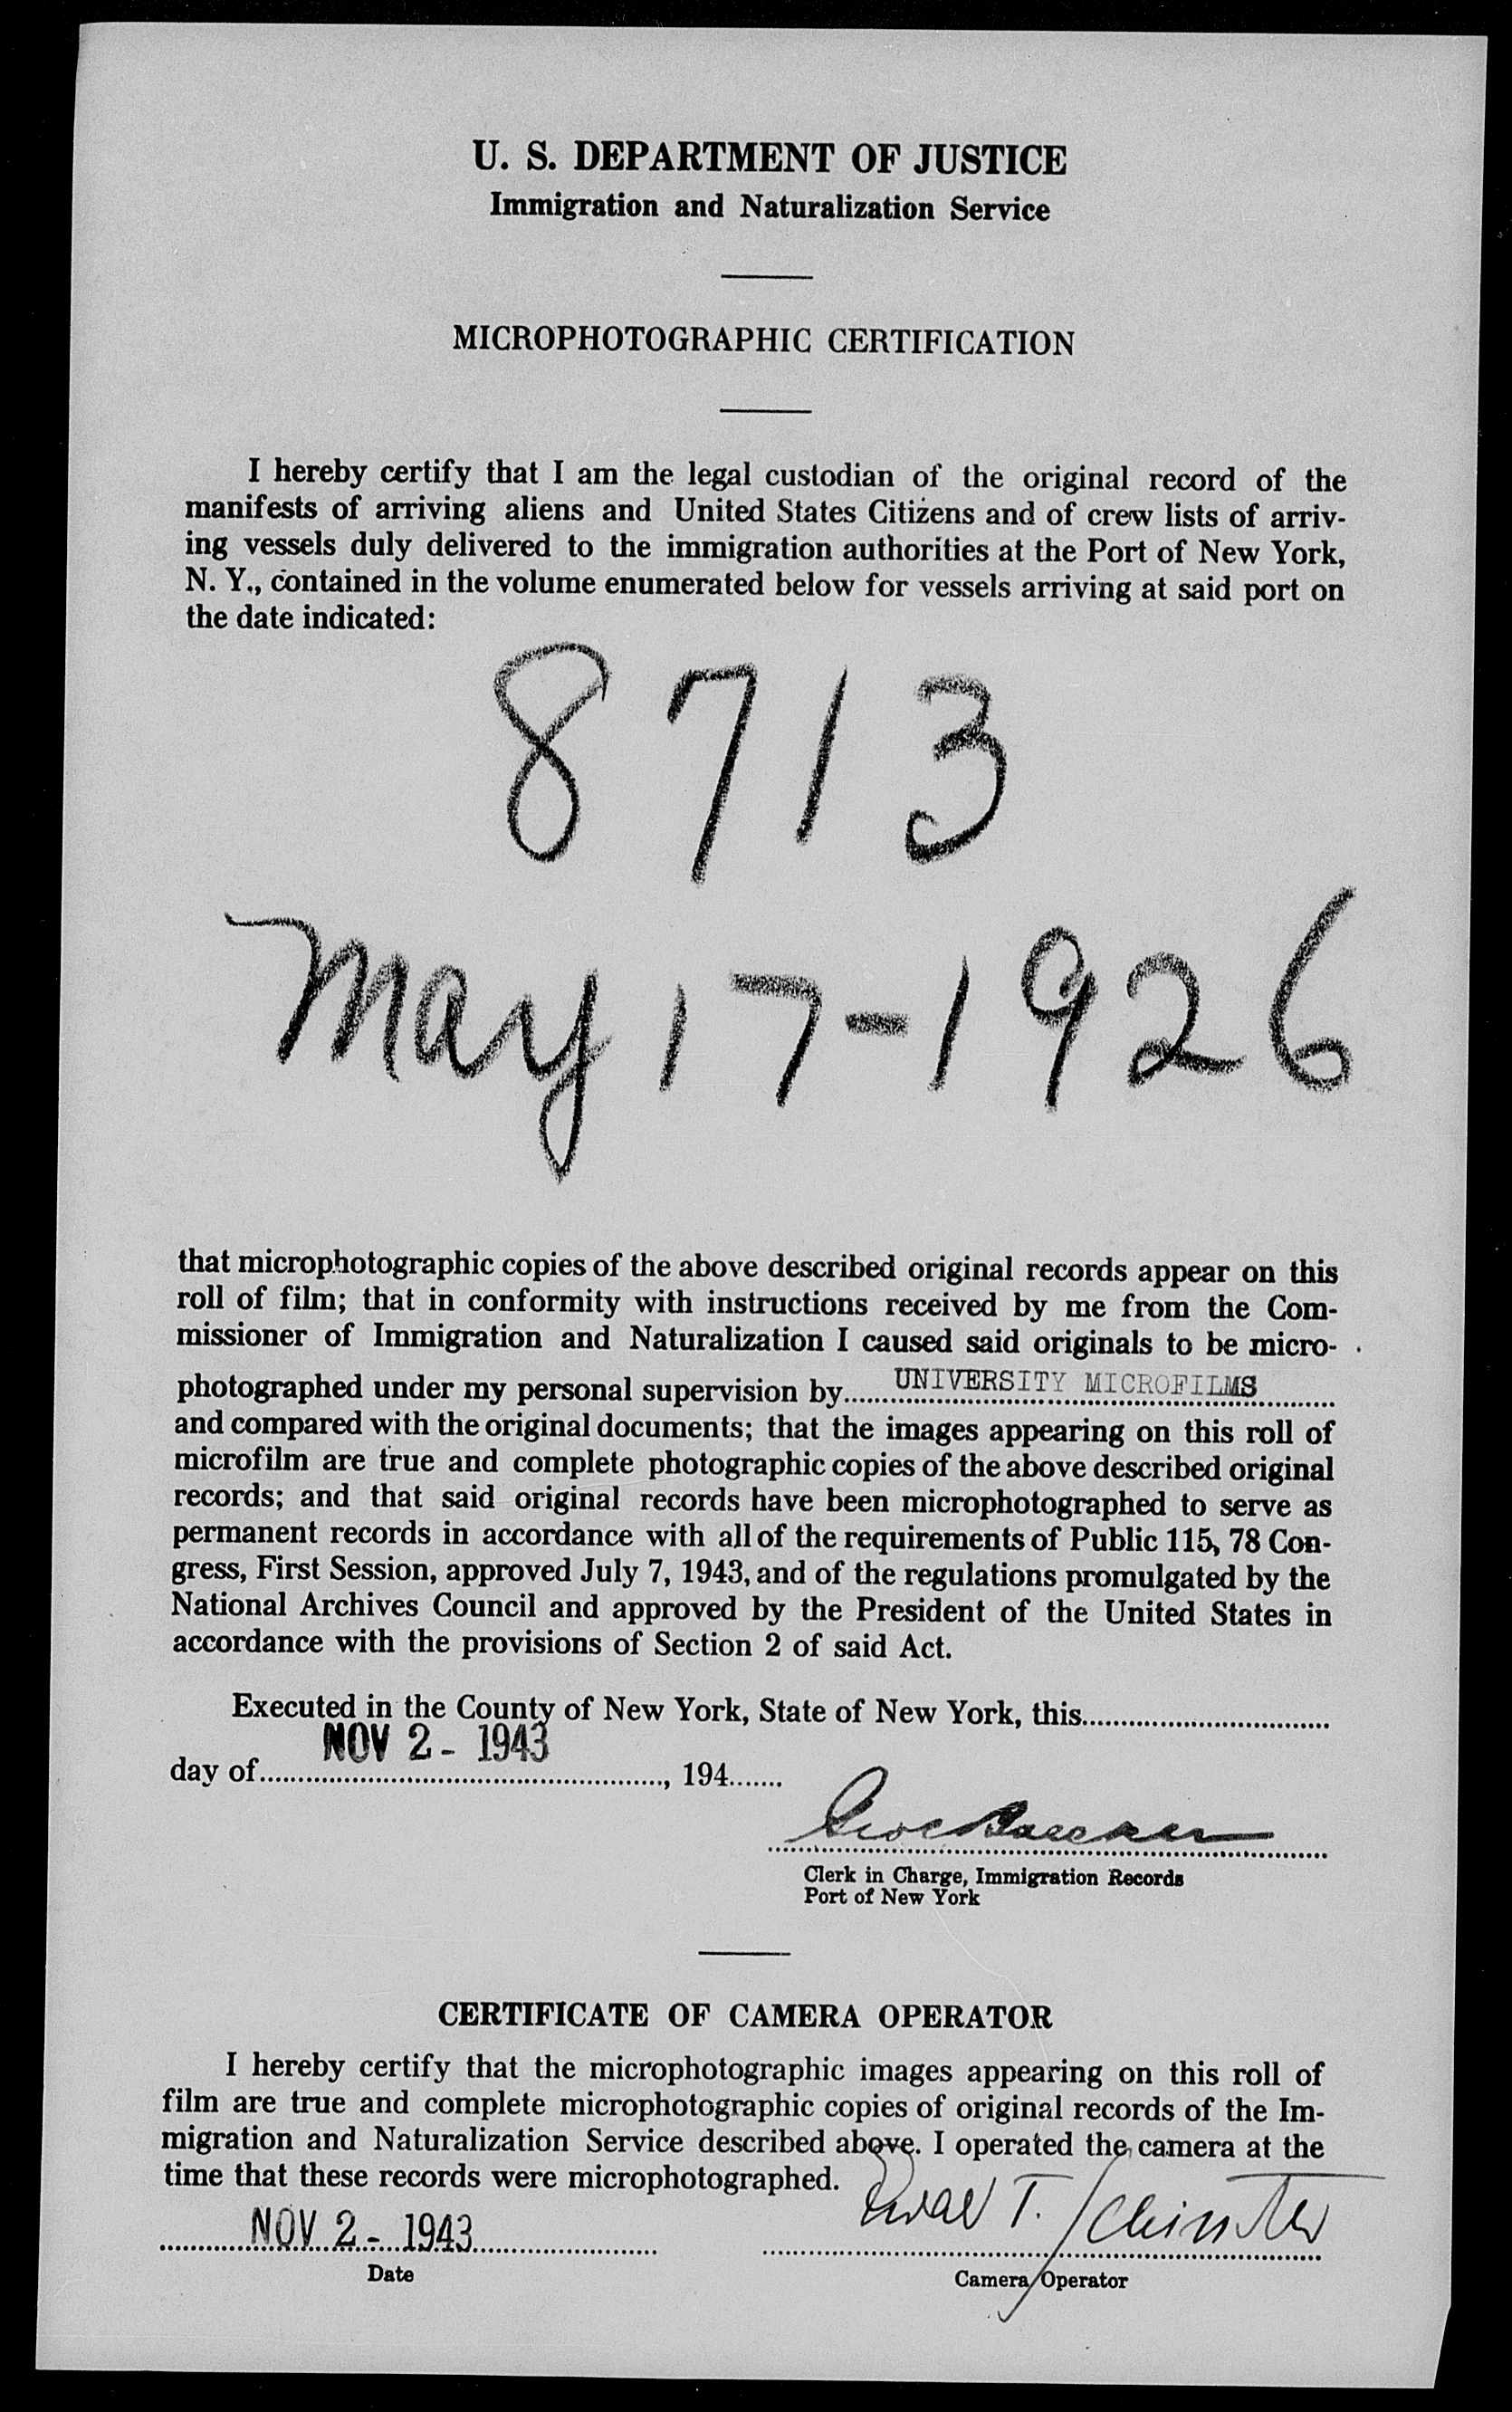 U. S. DEPARTMENT OF JUSTICE
Immigration and Naturalization Service
MICROPHOTOGRAPHIC CERTIFICATION
I hereby certify that I am the legal custodian of the original record of the
manifests of arriving aliens and United States Citizens and of crew lists of arriv-
ing vessels duly delivered to the immigration authorities at the Port of New York,
N. Y., contained in the volume enumerated below for vessels arriving at said port on
the date indicated:
8713
May 17-1926
that microphotographic copies of the above described original records appear on this
roll of film; that in conformity with instructions received by me from the Com-
missioner of Immigration and Naturalization I caused said originals to be micro-
photographed under my personal supervision by UNIVERSITY MICROFILMS
and compared with the original documents; that the images appearing on this roll of
microfilm are true and complete photographic copies of the above described original
records; and that said original records have been microphotographed to serve as
permanent records in accordance with all of the requirements of Public 115, 78 Con-
gress, First Session, approved July 7, 1943, and of the regulations promulgated by the
National Archives Council and approved by the President of the United States in
accordance with the provisions of Section 2 of said Act.
Executed in the County of New York, State of New York, this
NOV 2 - 1943
day of , 194
Clerk in Charge, Immigration Records
Port of New York
CERTIFICATE OF CAMERA OPERATOR
I hereby certify that the microphotographic images appearing on this roll of
film are true and complete microphotographic copies of original records of the Im-
migration and Naturalization Service described above. I operated the camera at the
time that these records were microphotographed.
T.
NOV 2 - 1943
Date
Camera Operator